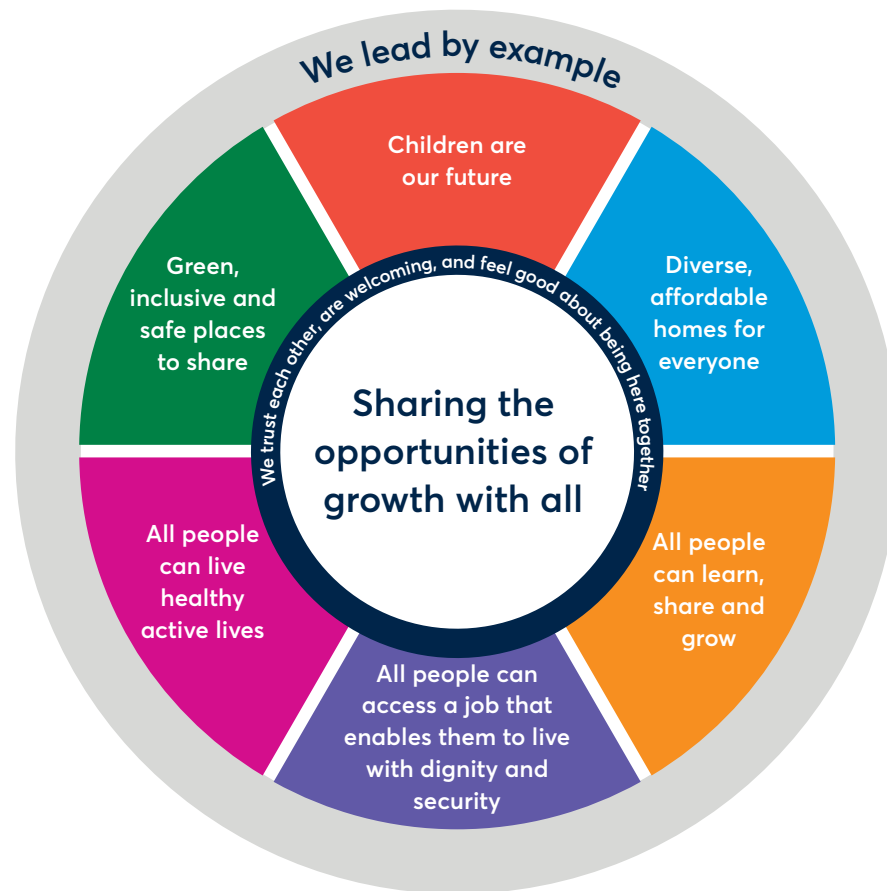 We lead by example
Children are
our future
Diverse,
affordable
homes for
everyone
All people
can learn,
share and
grow
All people can
access a job that
enables them to live
with dignity and
security
All people
can live
healthy
active lives
Green,
inclusive and
safe places
to share
We trust each other, are welcoming, and feel good about being here together
Sharing the
opportunities of
growth with all